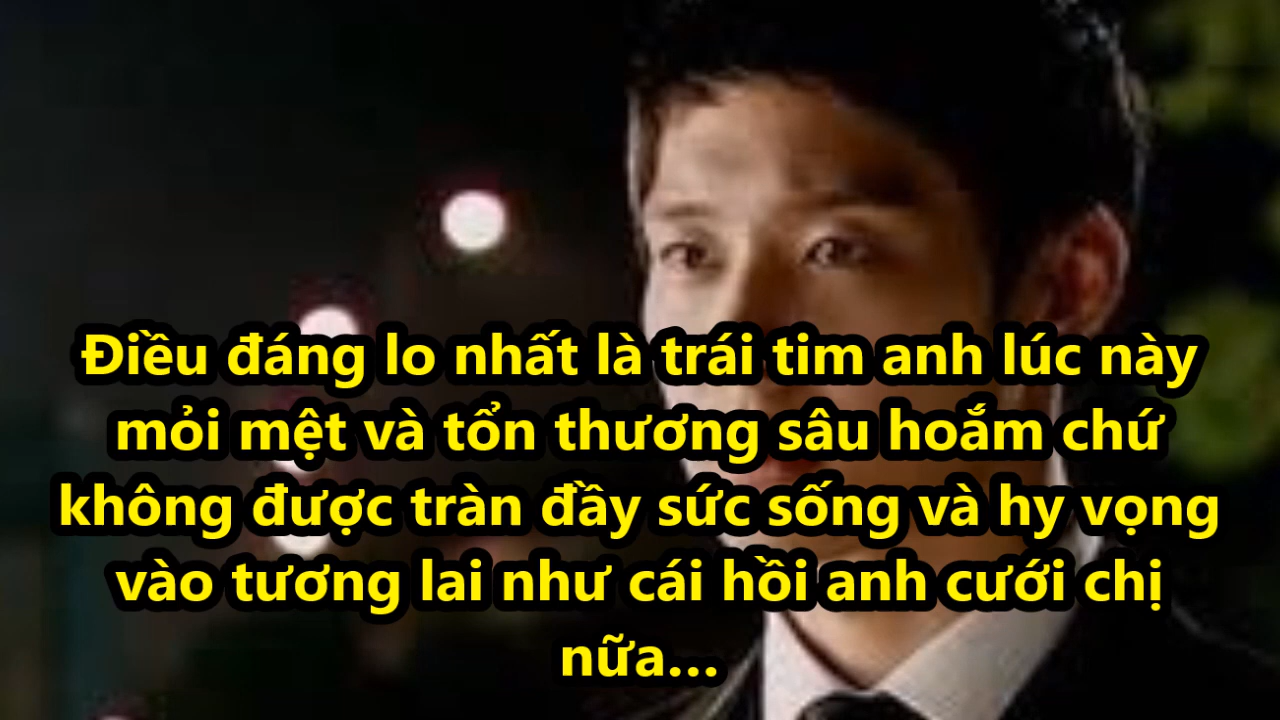 Điều đáng lo nhất là trái tim anh lúc này
mỏi mệt và tổn thương sâu hoắm chứ
không được tràn đầy sức sống và hy vọng
vào tương lai như cái hồi anh cưới chị
nữa...